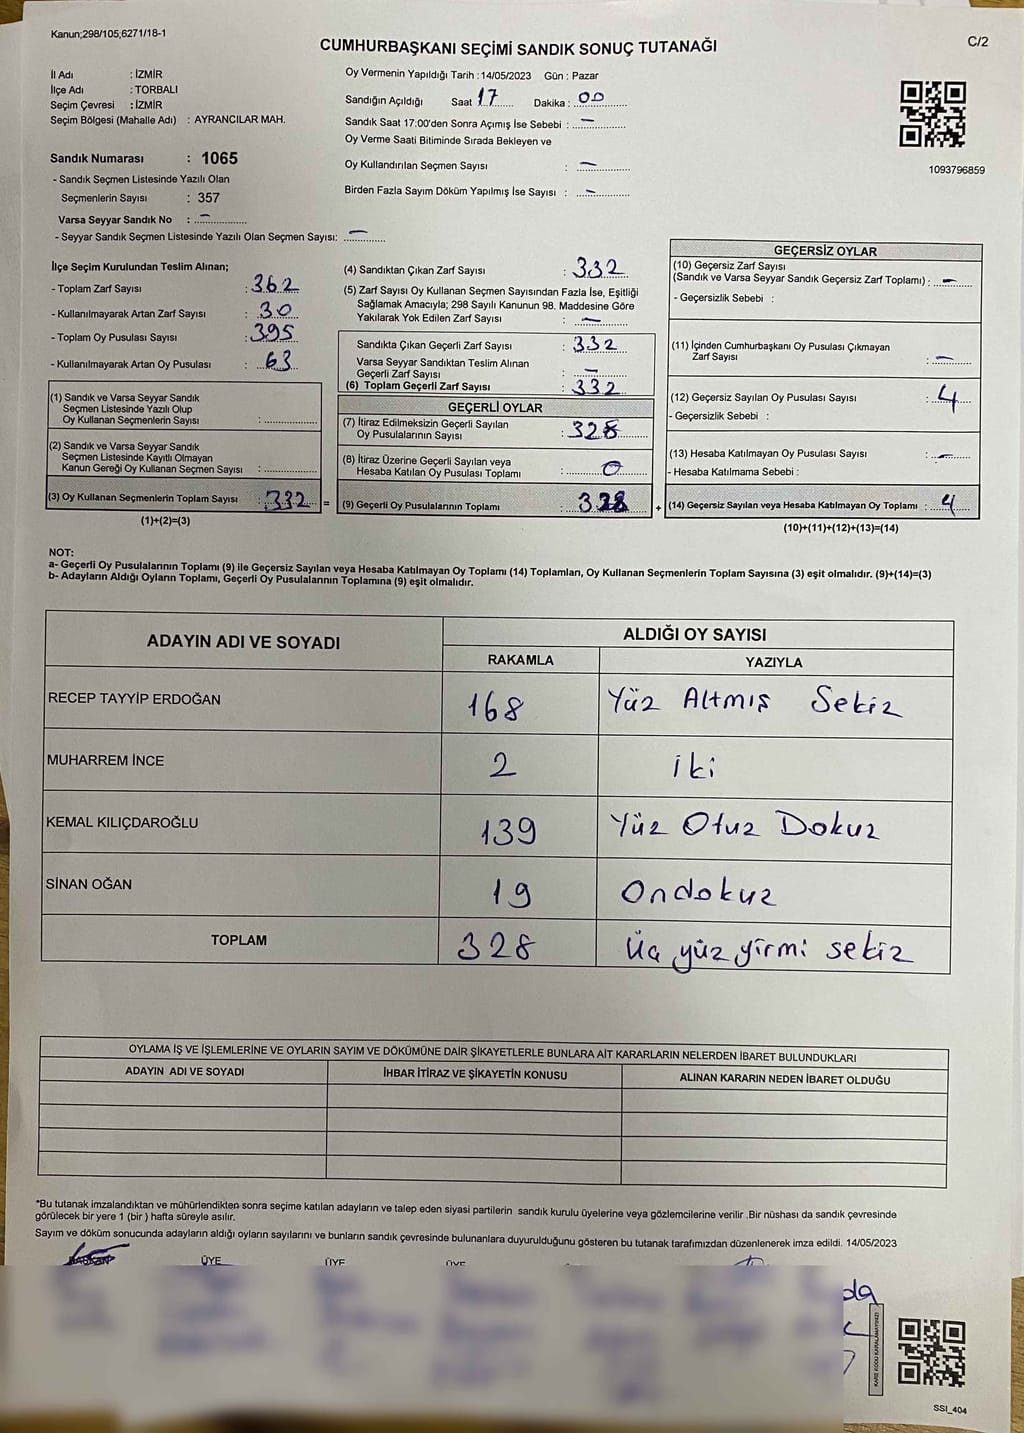 Kanun;298/105;6271/18-1
C/2
CUMHURBAŞKANI SEÇİMİ SANDIK SONUÇ TUTANAĞI
İl Adı : İZMİR
İlçe Adı : TORBALI
Seçim Çevresi : İZMİR
Seçim Bölgesi (Mahalle Adı) : AYRANCILAR MAH.
Sandık Numarası : 1065
- Sandık Seçmen Listesinde Yazılı Olan
Seçmenlerin Sayısı : 357
Varsa Seyyar Sandık No : –
- Seyyar Sandık Seçmen Listesinde Yazılı Olan Seçmen Sayısı: –
Oy Vermenin Yapıldığı Tarih : 14/05/2023 Gün : Pazar
Sandığın Açıldığı Saat 17 Dakika : 00
Sandık Saat 17:00'den Sonra Açımış İse Sebebi : –
Oy Verme Saati Bitiminde Sırada Bekleyen ve
Oy Kullandırılan Seçmen Sayısı : –
Birden Fazla Sayım Döküm Yapılmış İse Sayısı : –
1093796859
İlçe Seçim Kurulundan Teslim Alınan;
- Toplam Zarf Sayısı : 362
- Kullanılmayarak Artan Zarf Sayısı : 30
- Toplam Oy Pusulası Sayısı : 395
- Kullanılmayarak Artan Oy Pusulası : 63
(1) Sandık ve Varsa Seyyar Sandık
Seçmen Listesinde Yazılı Olup
Oy Kullanan Seçmenlerin Sayısı :
(2) Sandık ve Varsa Seyyar Sandık
Seçmen Listesinde Kayıtlı Olmayan
Kanun Gereği Oy Kullanan Seçmen Sayısı :
(3) Oy Kullanan Seçmenlerin Toplam Sayısı : 332 =
(1)+(2)=(3)
(4) Sandıktan Çıkan Zarf Sayısı : 332
(5) Zarf Sayısı Oy Kullanan Seçmen Sayısından Fazla İse, Eşitliği
Sağlamak Amacıyla; 298 Sayılı Kanunun 98. Maddesine Göre
Yakılarak Yok Edilen Zarf Sayısı : –
Sandıkta Çıkan Geçerli Zarf Sayısı : 332
Varsa Seyyar Sandıktan Teslim Alınan
Geçerli Zarf Sayısı : –
(6) Toplam Geçerli Zarf Sayısı : 332
GEÇERLİ OYLAR
(7) İtiraz Edilmeksizin Geçerli Sayılan
Oy Pusulalarının Sayısı : 328
(8) İtiraz Üzerine Geçerli Sayılan veya
Hesaba Katılan Oy Pusulası Toplamı : 0
(9) Geçerli Oy Pusulalarının Toplamı : 328 +
GEÇERSİZ OYLAR
(10) Geçersiz Zarf Sayısı
(Sandık ve Varsa Seyyar Sandık Geçersiz Zarf Toplamı) : –
- Geçersizlik Sebebi :
(11) İçinden Cumhurbaşkanı Oy Pusulası Çıkmayan
Zarf Sayısı : –
(12) Geçersiz Sayılan Oy Pusulası Sayısı : 4
- Geçersizlik Sebebi :
(13) Hesaba Katılmayan Oy Pusulası Sayısı : –
- Hesaba Katılmama Sebebi :
(14) Geçersiz Sayılan veya Hesaba Katılmayan Oy Toplamı : 4
(10)+(11)+(12)+(13)=(14)
NOT:
a- Geçerli Oy Pusulalarının Toplamı (9) ile Geçersiz Sayılan veya Hesaba Katılmayan Oy Toplamı (14) Toplamları, Oy Kullanan Seçmenlerin Toplam Sayısına (3) eşit olmalıdır. (9)+(14)=(3)
b- Adayların Aldığı Oyların Toplamı, Geçerli Oy Pusulalarının Toplamına (9) eşit olmalıdır.
ADAYIN ADI VE SOYADI ALDIĞI OY SAYISI
RAKAMLA YAZIYLA
RECEP TAYYİP ERDOĞAN 168 Yüz Altmış Sekiz
MUHARREM İNCE 2 iki
KEMAL KILIÇDAROĞLU 139 Yüz Otuz Dokuz
SİNAN OĞAN 19 Ondokuz
TOPLAM 328 Üç yüz yirmi sekiz
OYLAMA İŞ VE İŞLEMLERİNE VE OYLARIN SAYIM VE DÖKÜMÜNE DAİR ŞİKAYETLERLE BUNLARA AİT KARARLARIN NELERDEN İBARET BULUNDUKLARI
ADAYIN ADI VE SOYADI İHBAR İTİRAZ VE ŞİKAYETİN KONUSU ALINAN KARARIN NEDEN İBARET OLDUĞU
*Bu tutanak imzalandıktan ve mühürlendikten sonra seçime katılan adayların ve talep eden siyasi partilerin sandık kurulu üyelerine veya gözlemcilerine verilir .Bir nüshası da sandık çevresinde
görülecek bir yere 1 (bir ) hafta süreyle asılır.
Sayım ve döküm sonucunda adayların aldığı oyların sayılarını ve bunların sandık çevresinde bulunanlara duyurulduğunu gösteren bu tutanak tarafımızdan düzenlenerek imza edildi. 14/05/2023
BAŞKAN ÜYE ÜYE ÜYE
da
KARE KODU KARALAMAYINIZ!
SSI_404